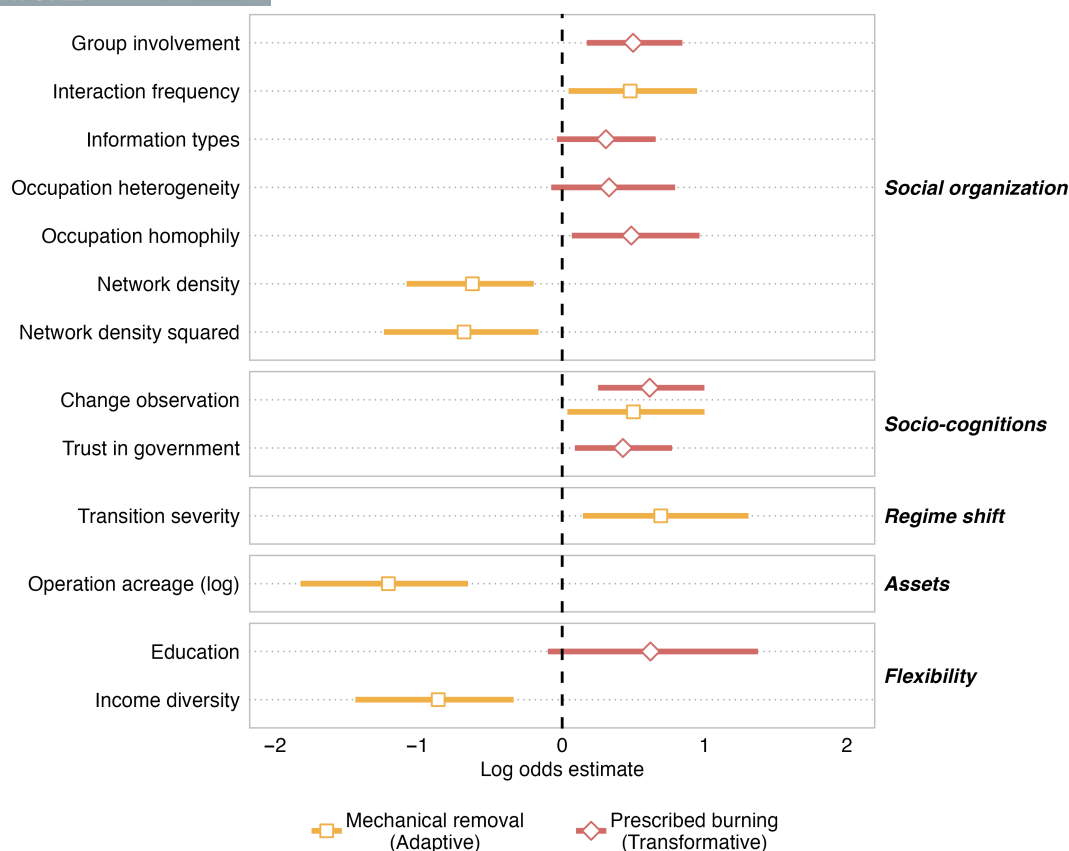 Group involvement
Interaction frequency
Information types
Occupation heterogeneity
Occupation homophily
Network density
Network density squared
Social organization
Change observation
Trust in government
Socio-cognitions
Transition severity
Regime shift
Operation acreage (log)
Assets
Education
Income diversity
Flexibility
−2 −1 0 1 2
Log odds estimate
Mechanical removal
(Adaptive)
Prescribed burning
(Transformative)